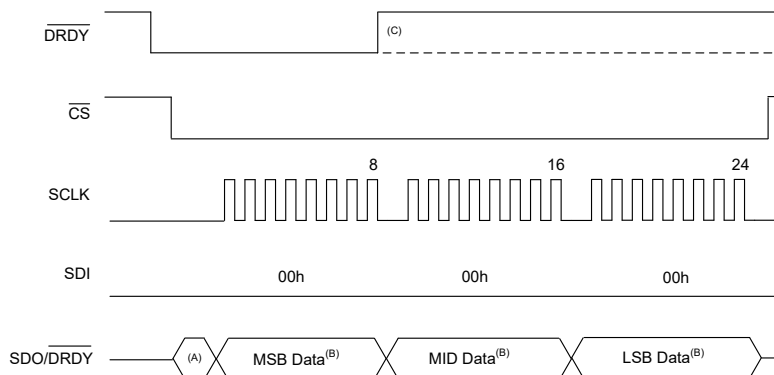 DRDY
(C)
CS
8 16 24
SCLK
SDI 00h 00h 00h
SDO/DRDY (A) MSB Data(B) MID Data(B) LSB Data(B)